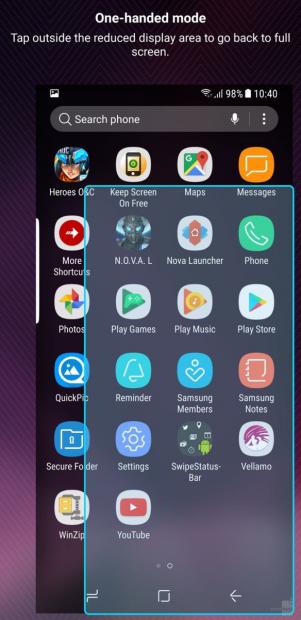 One-handed mode
Tap outside the reduced display area to go back to full
screen.
98% 10:40
Search phone
Heroes O&C Keep Screen On Free Maps Messages
More Shortcuts N.O.V.A. L Nova Launcher Phone
Photos Play Games Play Music Play Store
QuickPic Reminder Samsung Members Samsung Notes
Secure Folder Settings SwipeStatus-Bar Vellamo
WinZip YouTube